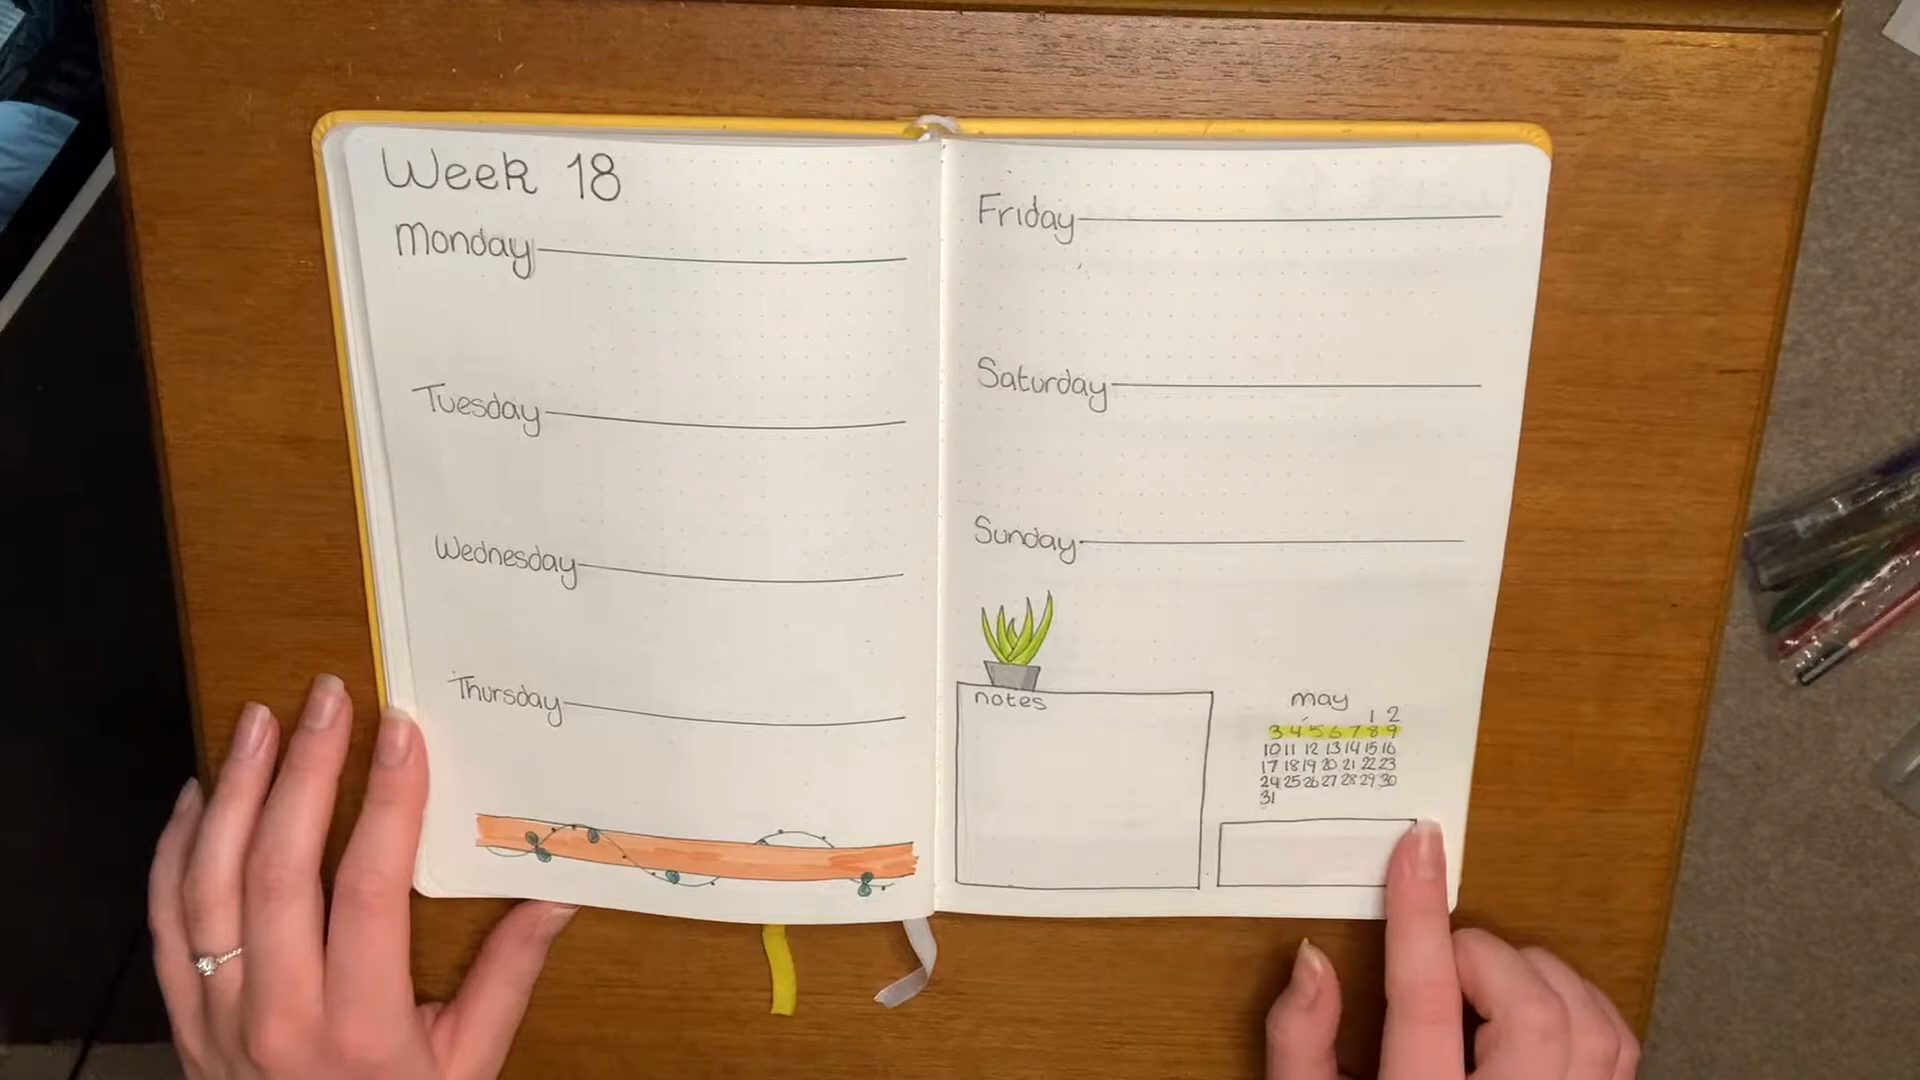 Week 18
Monday
Tuesday
Wednesday
Thursday
Friday
Saturday
Sunday
notes
may
1 2
3 4 5 6 7 8 9
10 11 12 13 14 15 16
17 18 19 20 21 22 23
24 25 26 27 28 29 30
31